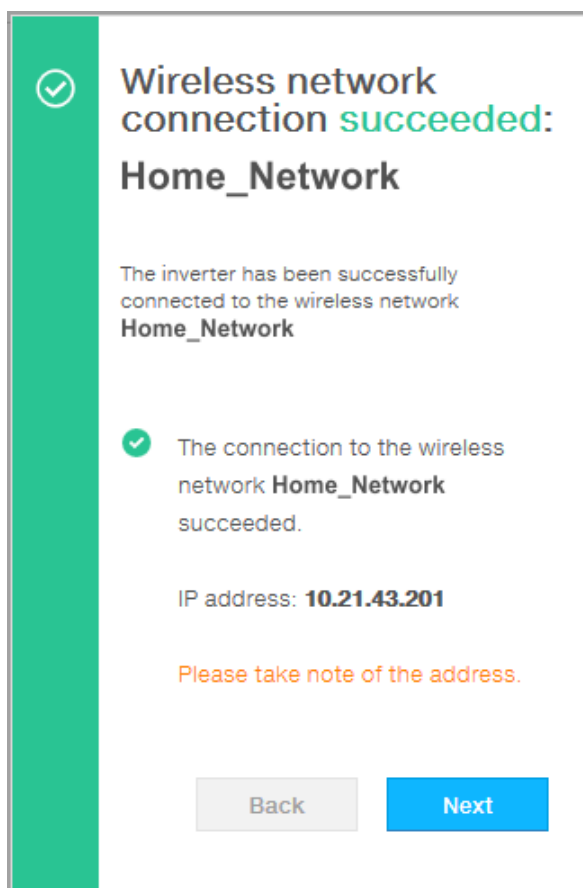 Wireless network
connection succeeded:
Home_Network
The inverter has been successfully
connected to the wireless network
Home_Network
The connection to the wireless
network Home_Network
succeeded.
IP address: 10.21.43.201
Please take note of the address.
Back
Next